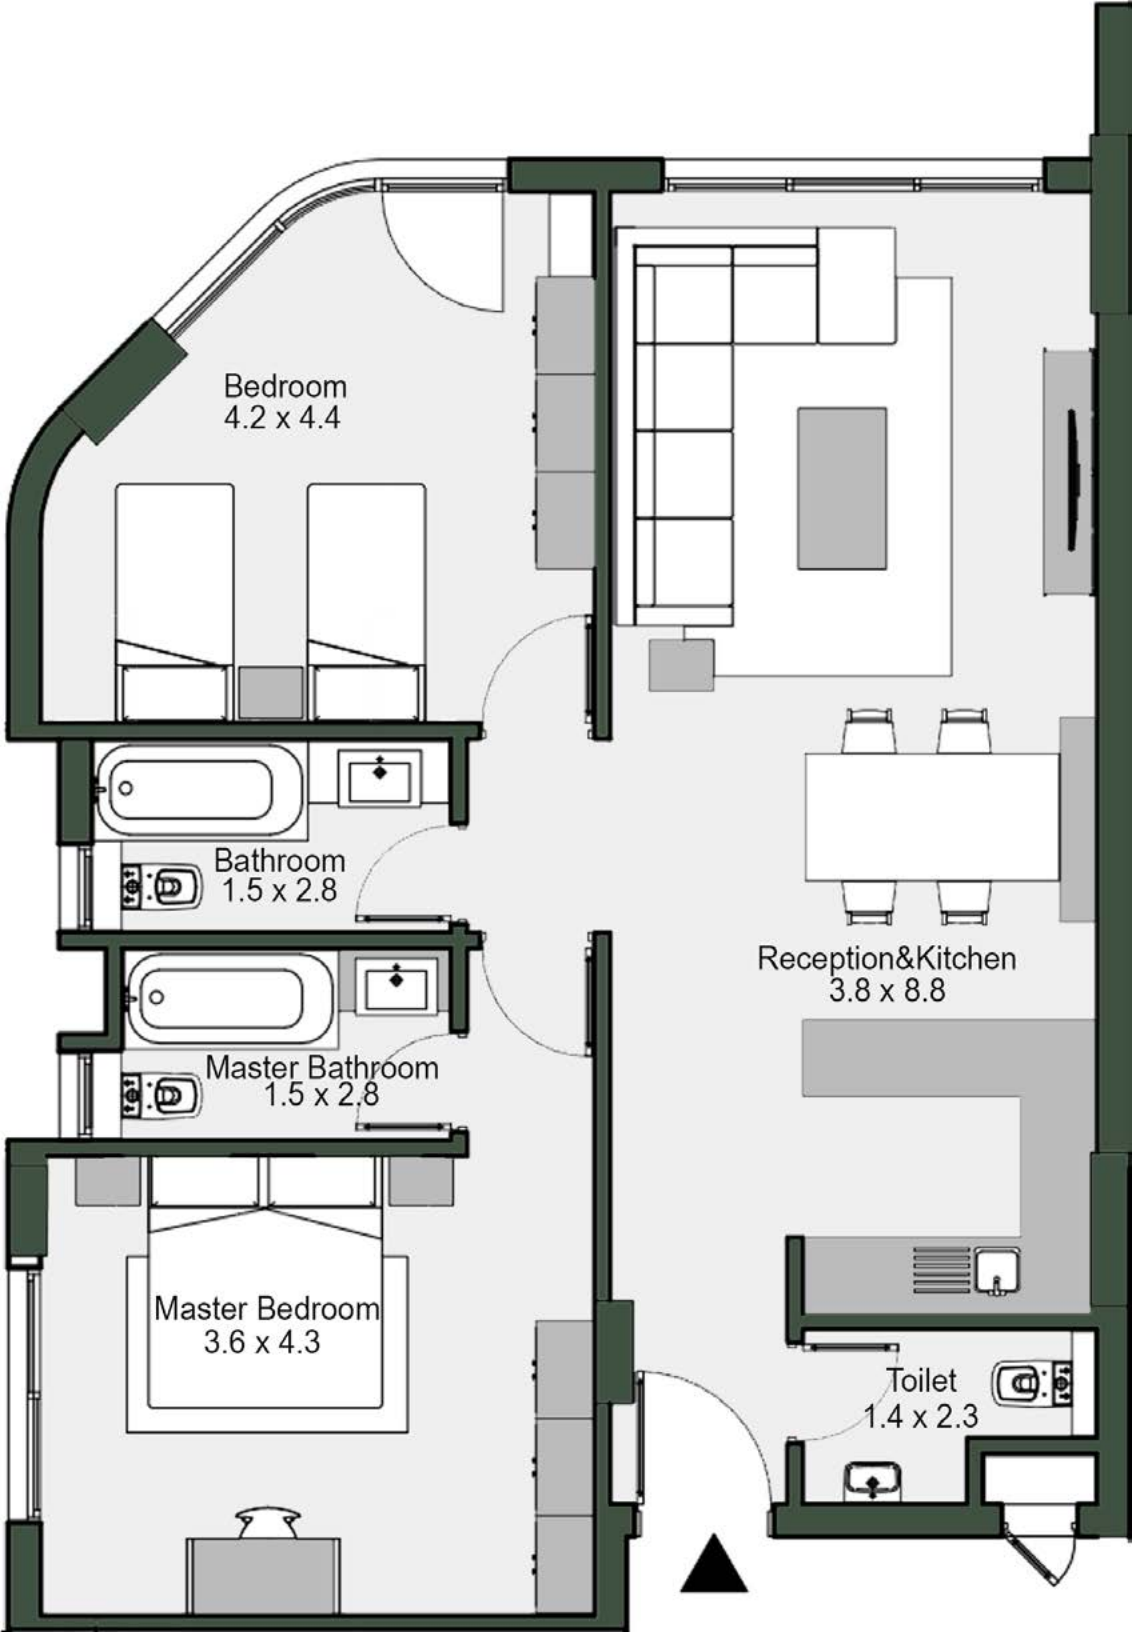 Bedroom
4.2 x 4.4
Bathroom
1.5 x 2.8
Reception&Kitchen
3.8 x 8.8
Master Bathroom
1.5 x 2.8
Master Bedroom
3.6 x 4.3
Toilet
1.4 x 2.3